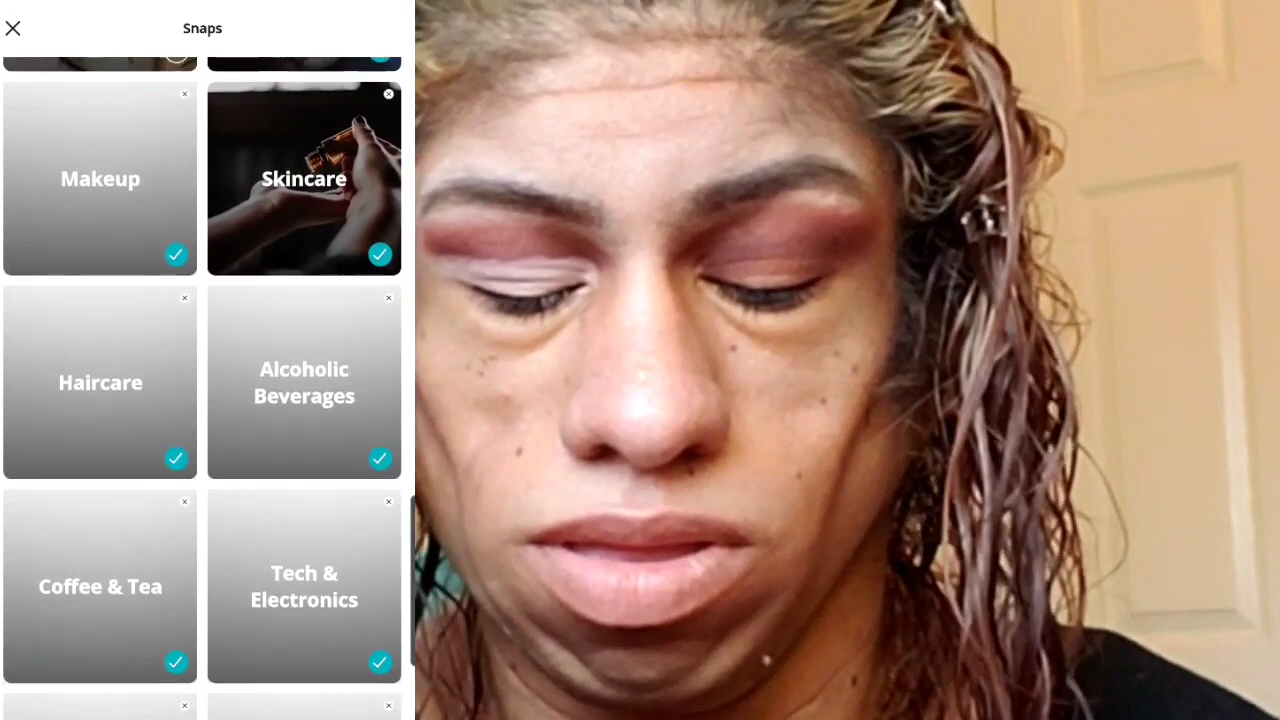 Snaps
Makeup
Skincare
Haircare
Alcoholic
Beverages
Coffee & Tea
Tech &
Electronics